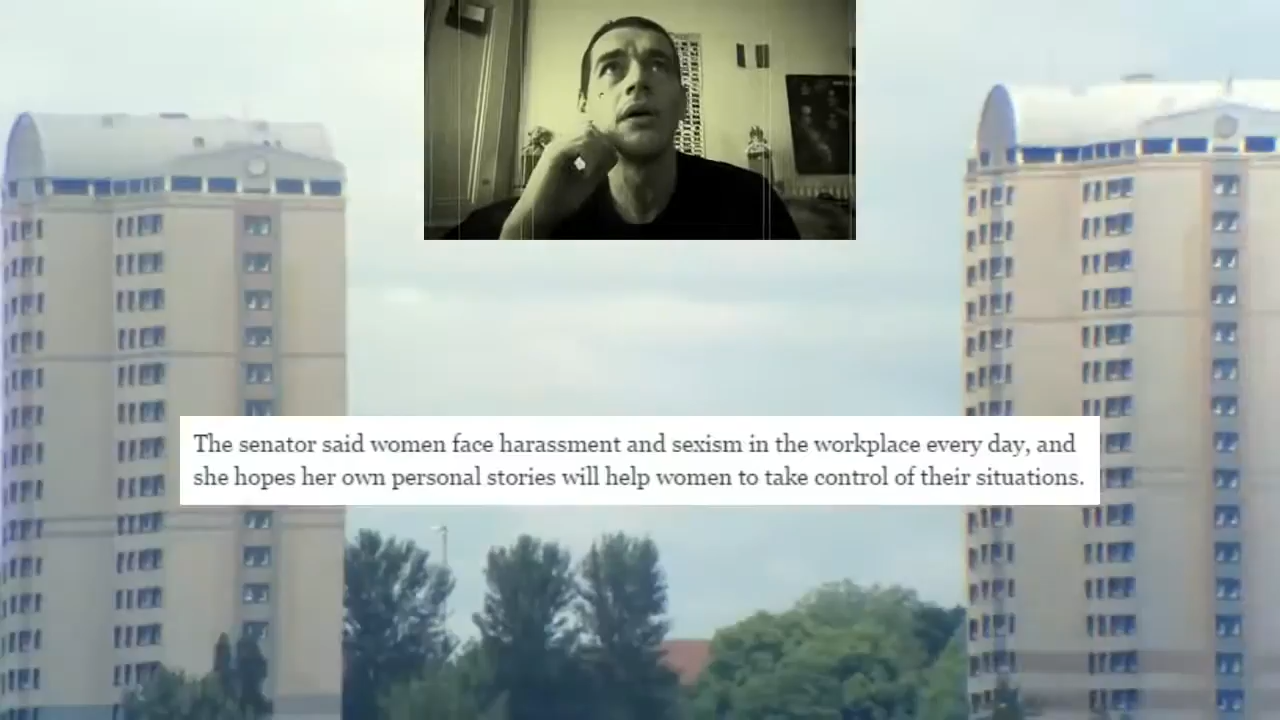 The senator said women face harassment and sexism in the workplace every day, and
she hopes her own personal stories will help women to take control of their situations.